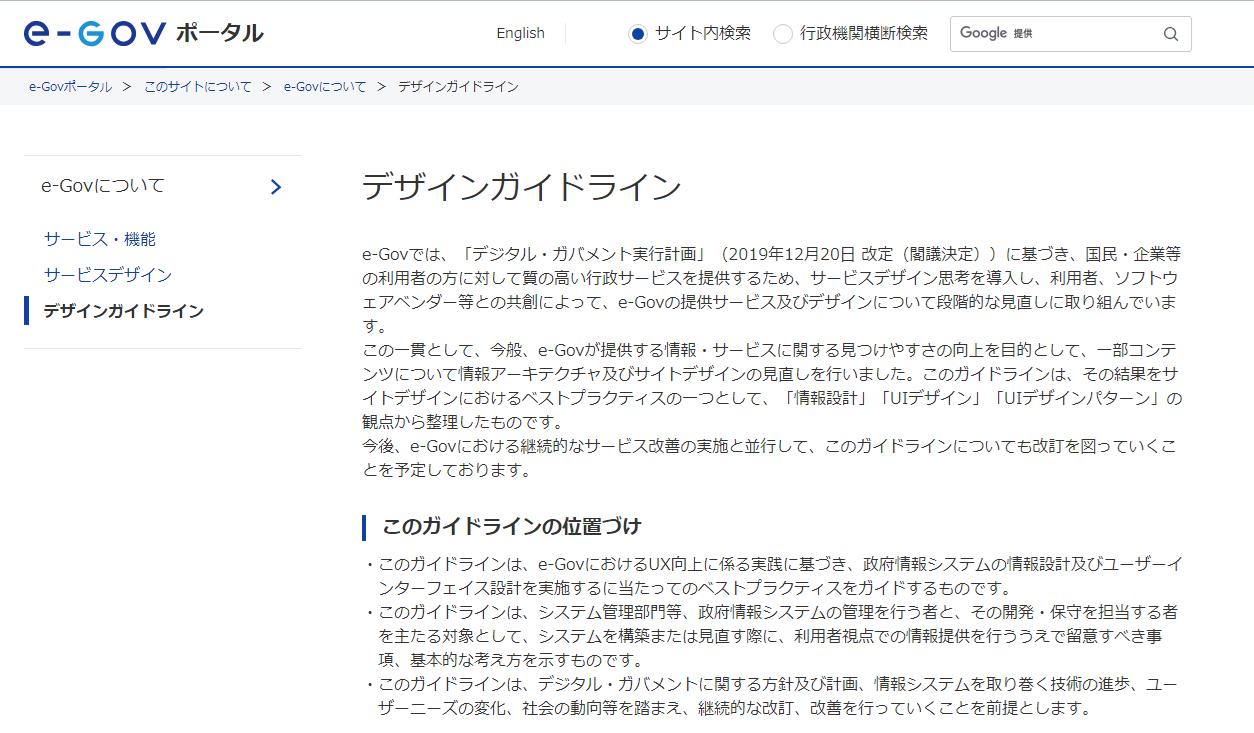 e-GOV ポータル
English
サイト内検索
行政機関横断検索
Google 提供
e-Govポータル > このサイトについて > e-Govについて > デザインガイドライン
e-Govについて
サービス・機能
サービスデザイン
デザインガイドライン
デザインガイドライン
e-Govでは、「デジタル・ガバメント実行計画」（2019年12月20日 改定（閣議決定））に基づき、国民・企業等
の利用者の方に対して質の高い行政サービスを提供するため、サービスデザイン思考を導入し、利用者、ソフトウ
ェアベンダー等との共創によって、e-Govの提供サービス及びデザインについて段階的な見直しに取り組んでいま
す。
この一貫として、今般、e-Govが提供する情報・サービスに関する見つけやすさの向上を目的として、一部コンテ
ンツについて情報アーキテクチャ及びサイトデザインの見直しを行いました。このガイドラインは、その結果をサ
イトデザインにおけるベストプラクティスの一つとして、「情報設計」「UIデザイン」「UIデザインパターン」の
観点から整理したものです。
今後、e-Govにおける継続的なサービス改善の実施と並行して、このガイドラインについても改訂を図っていくこ
とを予定しております。
このガイドラインの位置づけ
・このガイドラインは、e-GovにおけるUX向上に係る実践に基づき、政府情報システムの情報設計及びユーザーイ
ンターフェイス設計を実施するに当たってのベストプラクティスをガイドするものです。
・このガイドラインは、システム管理部門等、政府情報システムの管理を行う者と、その開発・保守を担当する者
を主たる対象として、システムを構築または見直す際に、利用者視点での情報提供を行ううえで留意すべき事
項、基本的な考え方を示すものです。
・このガイドラインは、デジタル・ガバメントに関する方針及び計画、情報システムを取り巻く技術の進歩、ユー
ザーニーズの変化、社会の動向等を踏まえ、継続的な改訂、改善を行っていくことを前提とします。